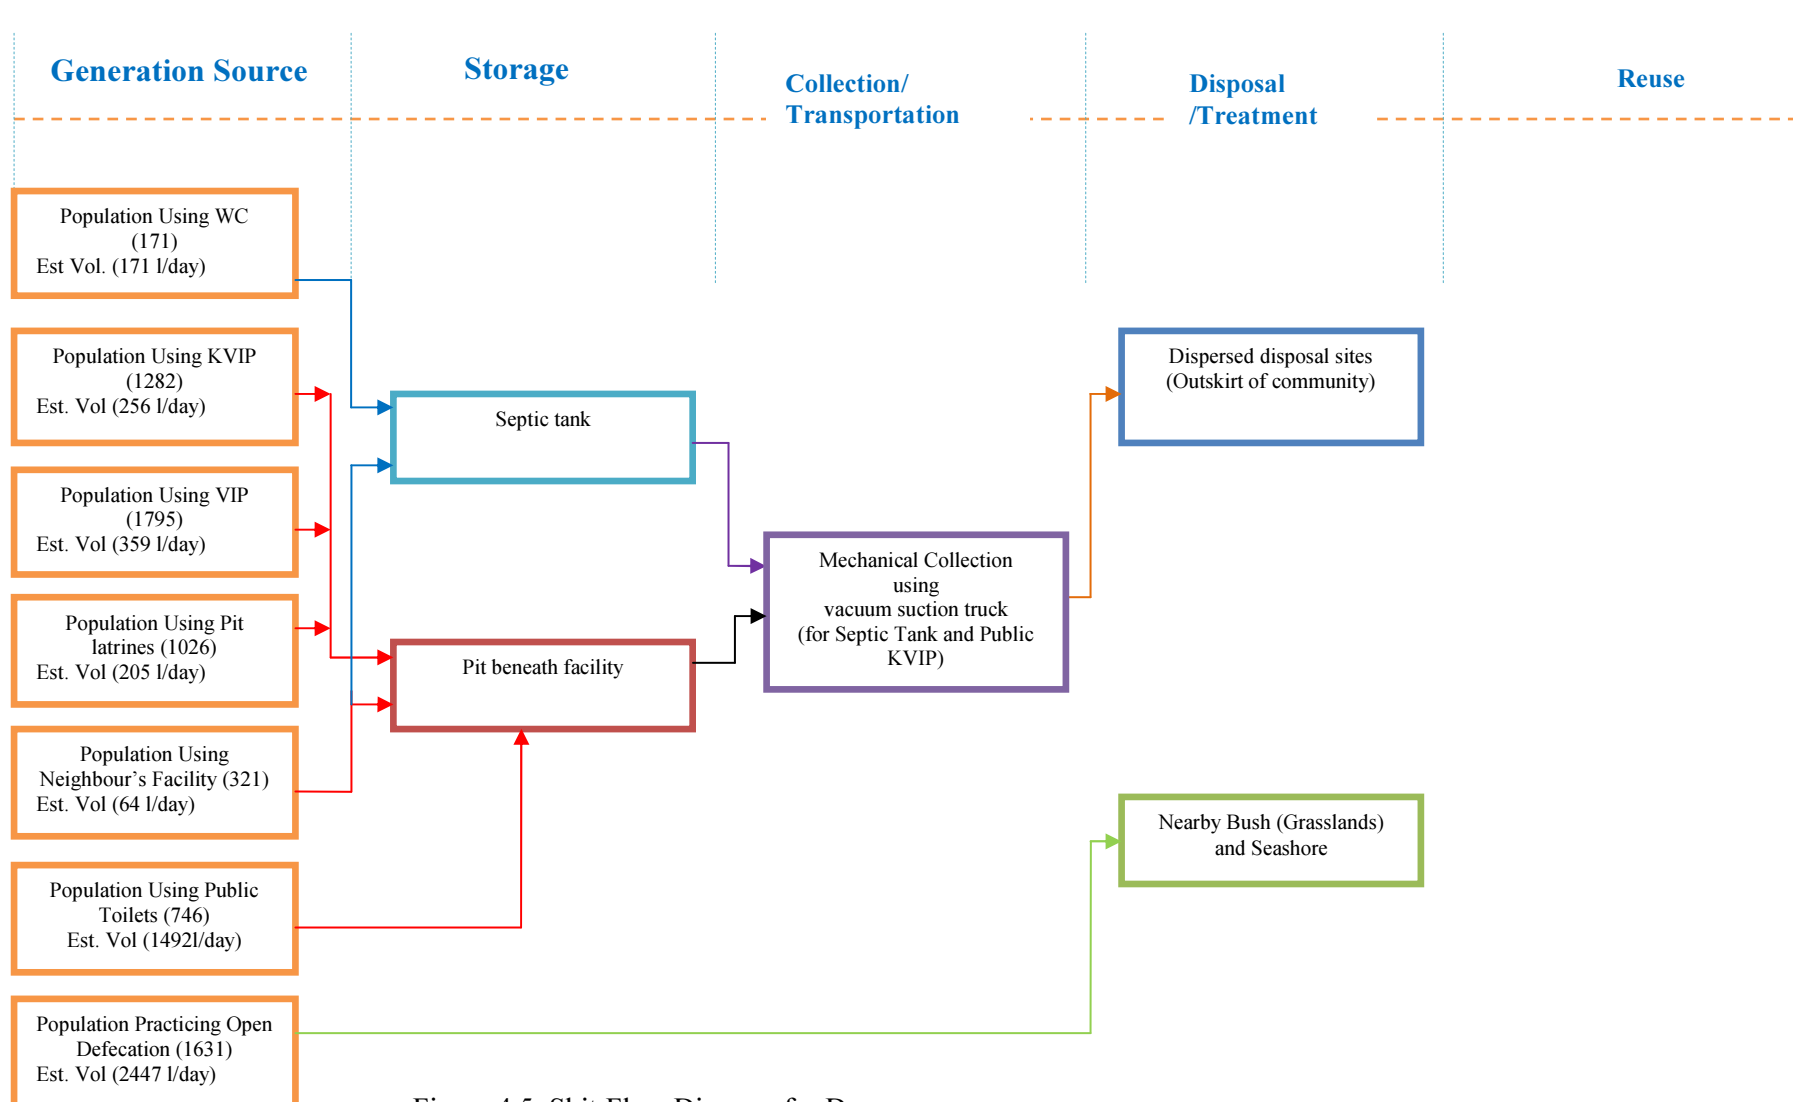 Generation Source
Storage
Collection/
Transportation
Disposal
/Treatment
Reuse
Population Using WC
(171)
Est Vol. (171 l/day)
Population Using KVIP
(1282)
Est. Vol (256 l/day)
Population Using VIP
(1795)
Est. Vol (359 l/day)
Population Using Pit
latrines (1026)
Est. Vol (205 l/day)
Population Using
Neighbour’s Facility (321)
Est. Vol (64 l/day)
Population Using Public
Toilets (746)
Est. Vol (1492l/day)
Population Practicing Open
Defecation (1631)
Est. Vol (2447 l/day)
Septic tank
Pit beneath facility
Mechanical Collection
using
vacuum suction truck
(for Septic Tank and Public
KVIP)
Dispersed disposal sites
(Outskirt of community)
Nearby Bush (Grasslands)
and Seashore